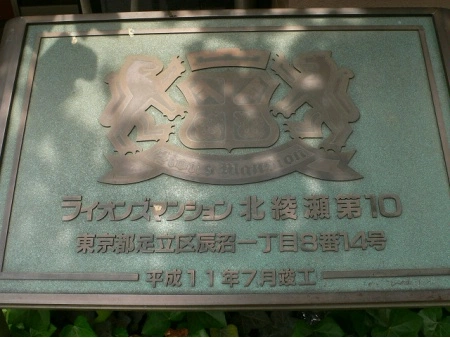 Lions Mansion
ライオンズマンション北綾瀬第10
東京都足立区辰沼一丁目8番14号
平成11年7月竣工